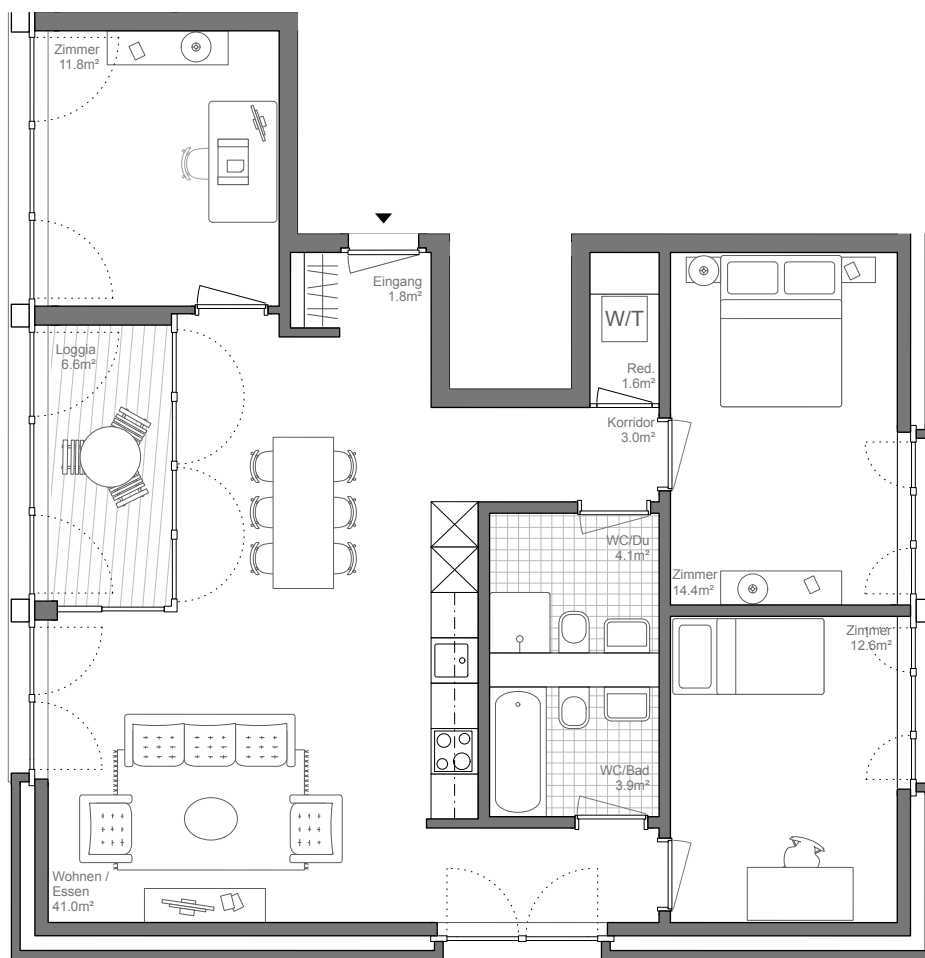 Zimmer
11.8m²
Eingang
1.8m²
W/T
Red.
1.6m²
Loggia
6.6m²
Korridor
3.0m²
WC/Du
4.1m²
Zimmer
14.4m²
Zimmer
12.6m²
WC/Bad
3.9m²
Wohnen /
Essen
41.0m²